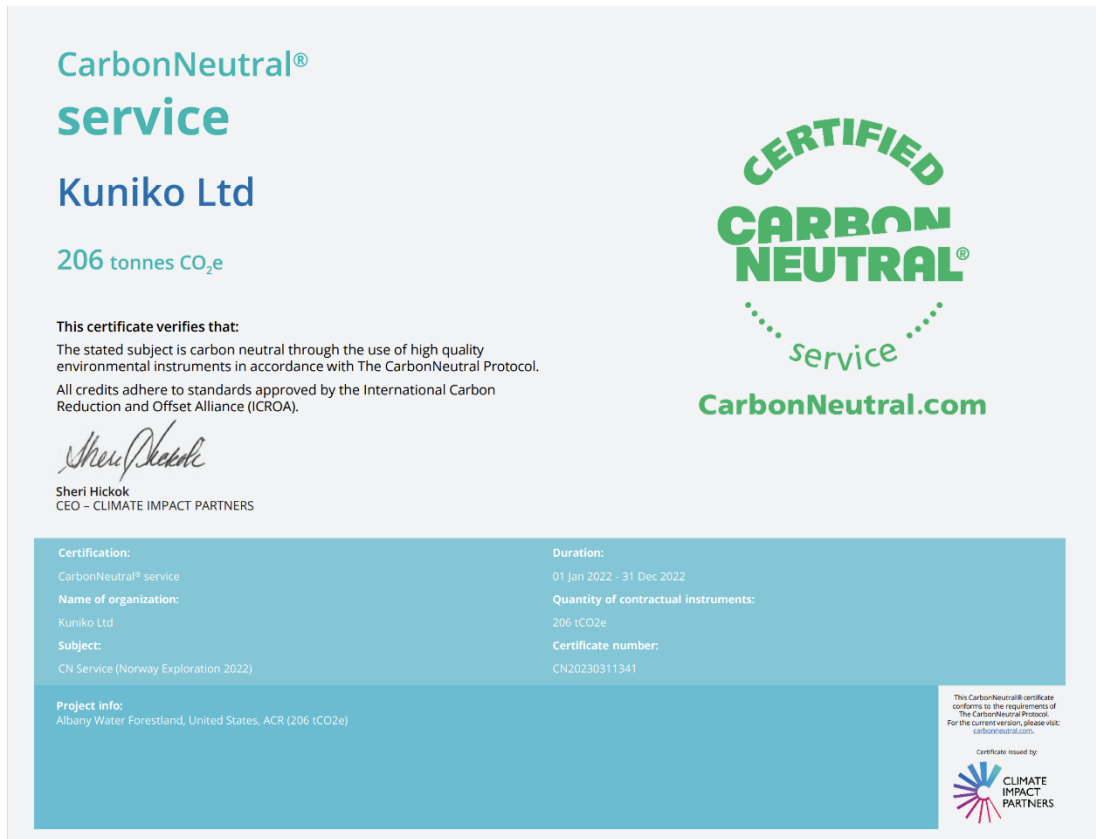 CarbonNeutral®
service
Kuniko Ltd
206 tonnes CO₂e
This certificate verifies that:
The stated subject is carbon neutral through the use of high quality
environmental instruments in accordance with The CarbonNeutral Protocol.
All credits adhere to standards approved by the International Carbon
Reduction and Offset Alliance (ICROA).
Sheri Hickok
Sheri Hickok
CEO – CLIMATE IMPACT PARTNERS
CERTIFIED
CARBON
NEUTRAL®
service
CarbonNeutral.com
Certification:
CarbonNeutral® service
Name of organization:
Kuniko Ltd
Subject:
CN Service (Norway Exploration 2022)
Duration:
01 Jan 2022 - 31 Dec 2022
Quantity of contractual instruments:
206 tCO2e
Certificate number:
CN20230311341
Project info:
Albany Water Forestland, United States, ACR (206 tCO2e)
This CarbonNeutral® certificate
conforms to the requirements of
The CarbonNeutral Protocol.
For the current version, please visit:
carbonneutral.com.
Certificate issued by:
CLIMATE
IMPACT
PARTNERS